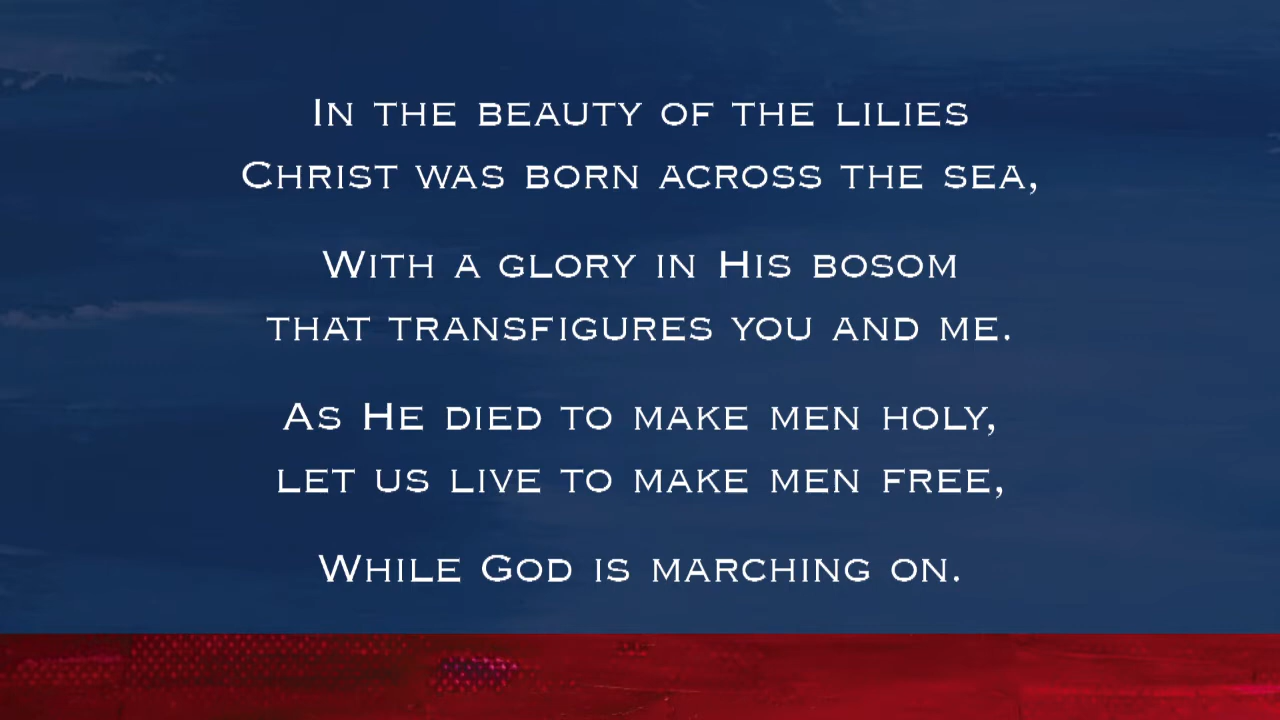 In the beauty of the lilies
Christ was born across the sea,
With a glory in His bosom
that transfigures you and me.
As He died to make men holy,
let us live to make men free,
While God is marching on.